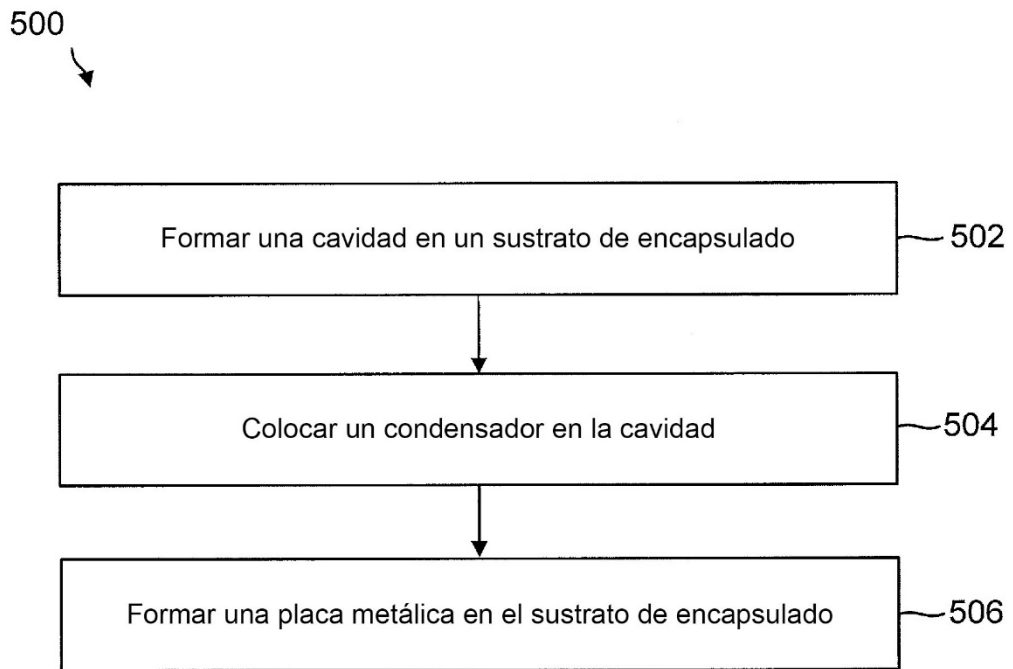 500
Formar una cavidad en un sustrato de encapsulado
502
Colocar un condensador en la cavidad
504
Formar una placa metálica en el sustrato de encapsulado
506